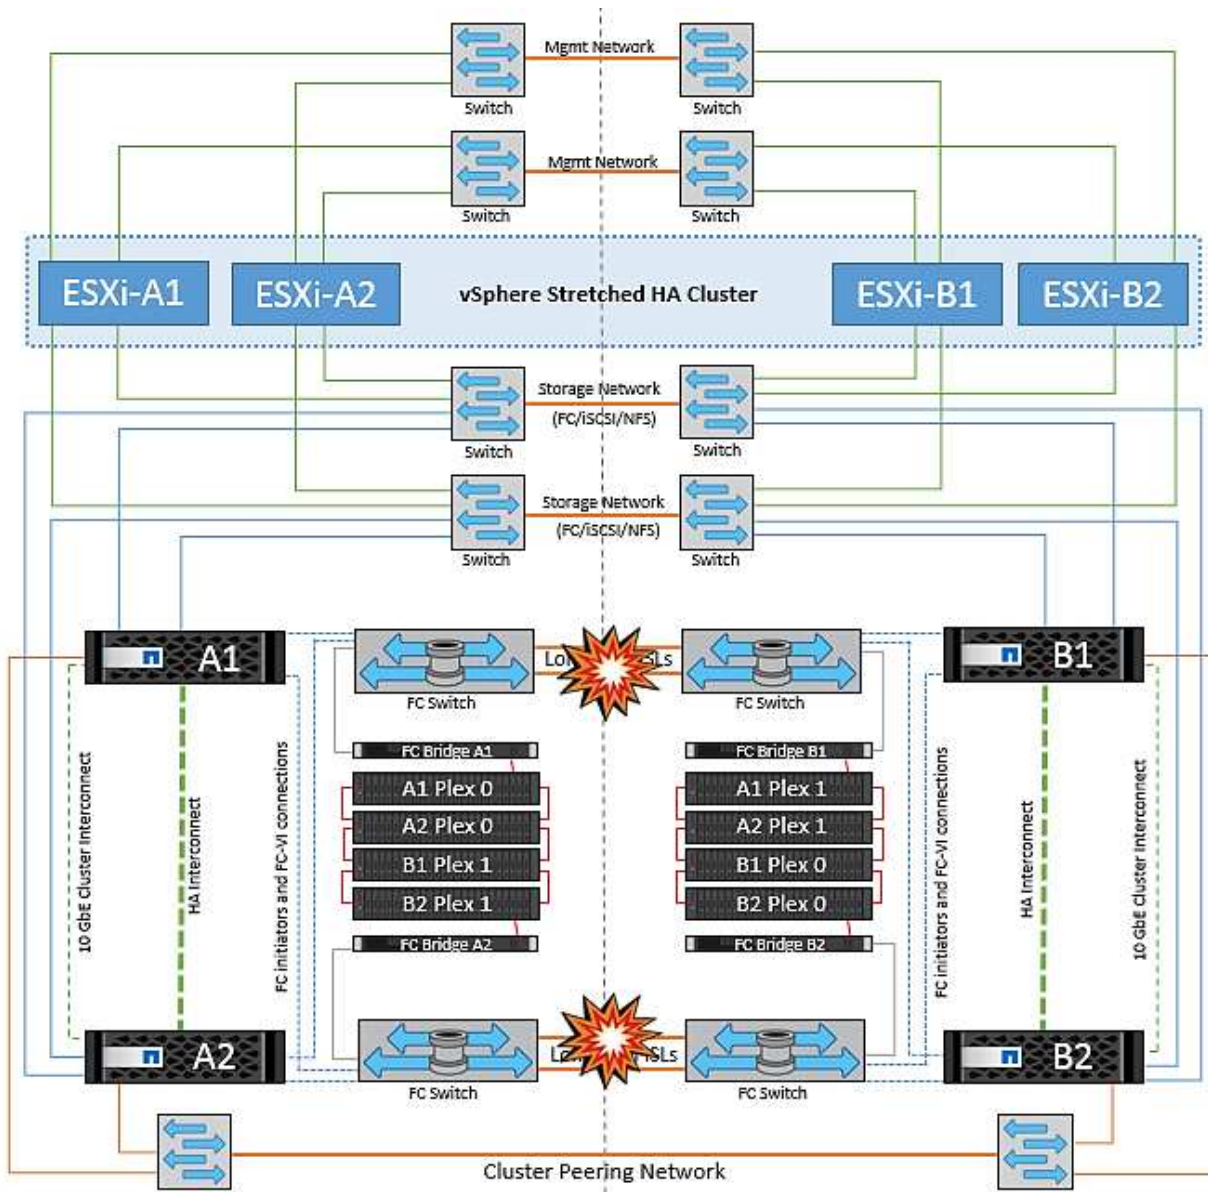 Mgmt Network
Switch
Mgmt Network
Switch
ESXi-A1
ESXi-A2
vSphere Stretched HA Cluster
ESXi-B1
ESXi-B2
Storage Network
(FC/iSCSI/NFS)
Switch
Switch
Storage Network
(FC/iSCSI/NFS)
Switch
Switch
A1
B1
FC Switch
FC Switch
FC Bridge A1
FC Bridge B1
A1 Plex 0
A1 Plex 1
A2 Plex 0
A2 Plex 1
B1 Plex 1
B1 Plex 0
B2 Plex 1
B2 Plex 0
FC Bridge A2
FC Bridge B2
10 GbE Cluster Interconnect
HA Interconnect
FC initiators and FC-VI connections
FC initiators and FC-VI connections
HA Interconnect
10 GbE Cluster Interconnect
A2
B2
FC Switch
FC Switch
Cluster Peering Network
Switch
Switch